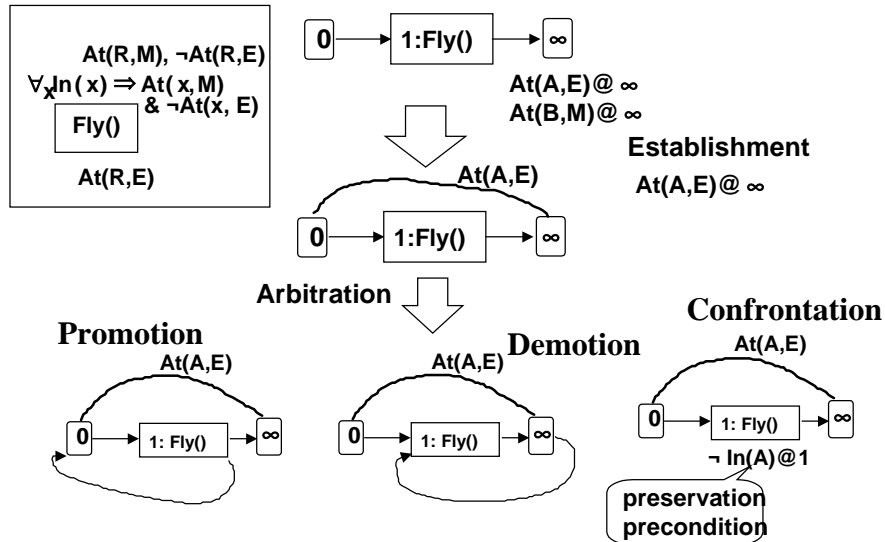 At(R,M), ¬At(R,E)
∀xIn(x) ⇒ At(x,M)
& ¬At(x, E)
Fly()
At(R,E)
0
1:Fly()
∞
At(A,E)@ ∞
At(B,M)@ ∞
Establishment
At(A,E)@ ∞
At(A,E)
0
1:Fly()
∞
Arbitration
Promotion
At(A,E)
0
1: Fly()
∞
Demotion
At(A,E)
0
1: Fly()
∞
Confrontation
At(A,E)
0
1: Fly()
∞
¬ In(A)@1
preservation
precondition